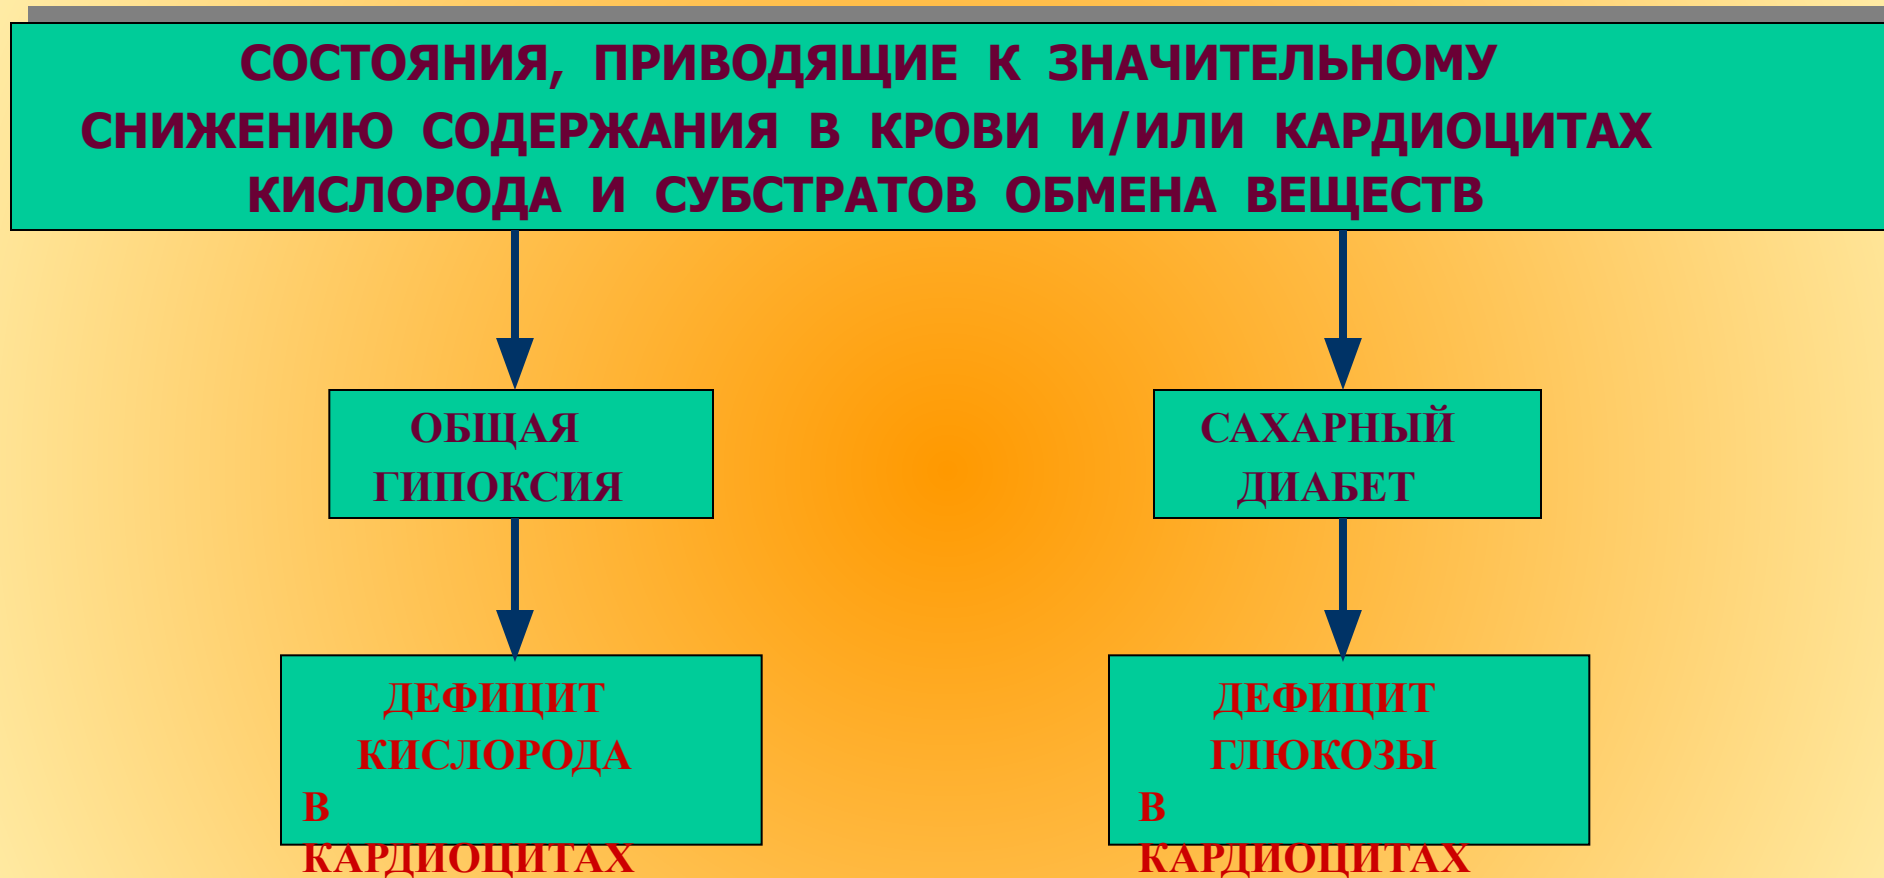 СОСТОЯНИЯ, ПРИВОДЯЩИЕ К ЗНАЧИТЕЛЬНОМУ
СНИЖЕНИЮ СОДЕРЖАНИЯ В КРОВИ И/ИЛИ КАРДИОЦИТАХ
КИСЛОРОДА И СУБСТРАТОВ ОБМЕНА ВЕЩЕСТВ
ОБЩАЯ
ГИПОКСИЯ
САХАРНЫЙ
ДИАБЕТ
ДЕФИЦИТ
КИСЛОРОДА
В
КАРДИОЦИТАХ
ДЕФИЦИТ
ГЛЮКОЗЫ
В
КАРДИОЦИТАХ